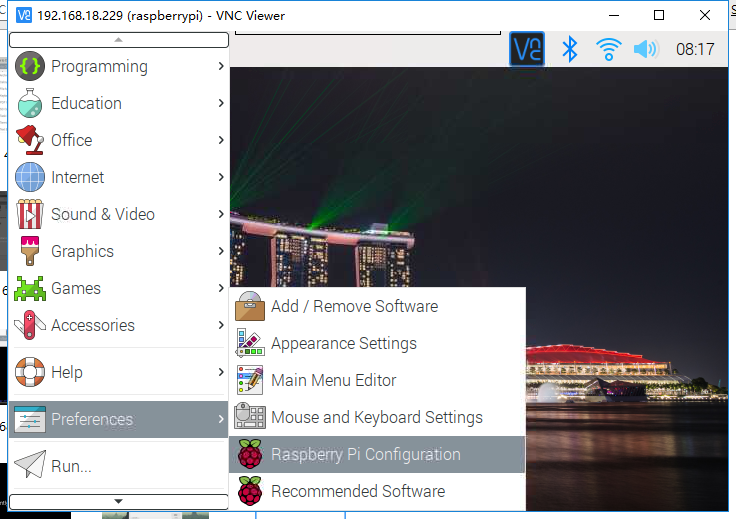 192.168.18.229 (raspberrypi) - VNC Viewer
08:17
Programming
Education
Office
Internet
Sound & Video
Graphics
Games
Accessories
Help
Preferences
Run...
Add / Remove Software
Appearance Settings
Main Menu Editor
Mouse and Keyboard Settings
Raspberry Pi Configuration
Recommended Software